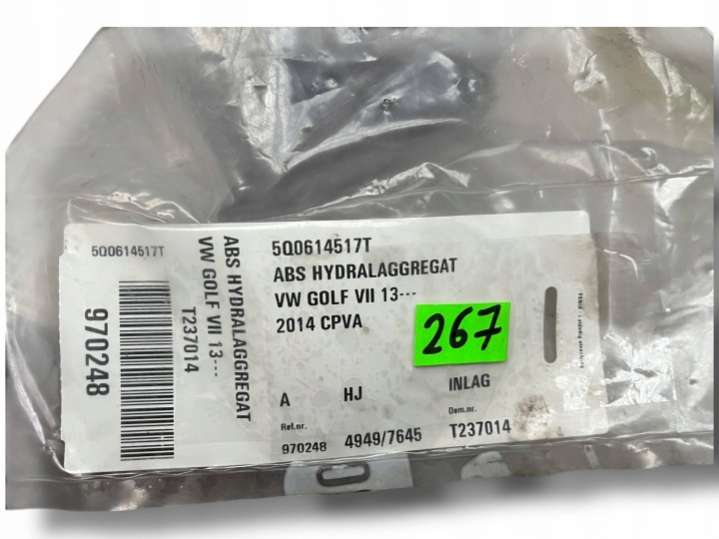 5Q0614517T
970248
ABS HYDRALAGGREGAT
VW GOLF VII 13---
T237014
5Q0614517T
ABS HYDRALAGGREGAT
VW GOLF VII 13---
2014 CPVA
267
A HJ INLAG
Ref.nr. Dem.nr.
970248 4949/7645 T237014